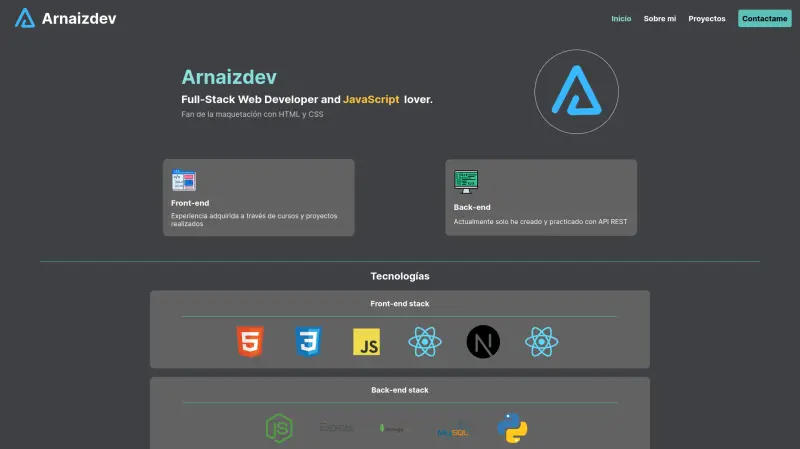 Arnaizdev
Inicio
Sobre mi
Proyectos
Contactame
Arnaizdev
Full-Stack Web Developer and JavaScript lover.
Fan de la maquetación con HTML y CSS
Front-end
Experiencia adquirida a través de cursos y proyectos
realizados
Back-end
Actualmente solo he creado y practicado con API REST
Tecnologías
Front-end stack
5
3
JS
N
Back-end stack
JS
Express
MySQL